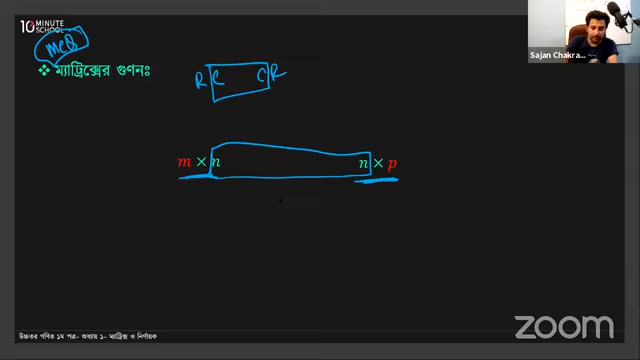 10 MINUTE SCHOOL
MCQ
❖ ম্যাট্রিক্সের গুণনঃ
R C C R
m × n n × p
Sajan Chakra...
উচ্চতর গণিত ১ম পত্র- অধ্যায় ১- ম্যাট্রিক্স ও নির্ণায়ক
zoom